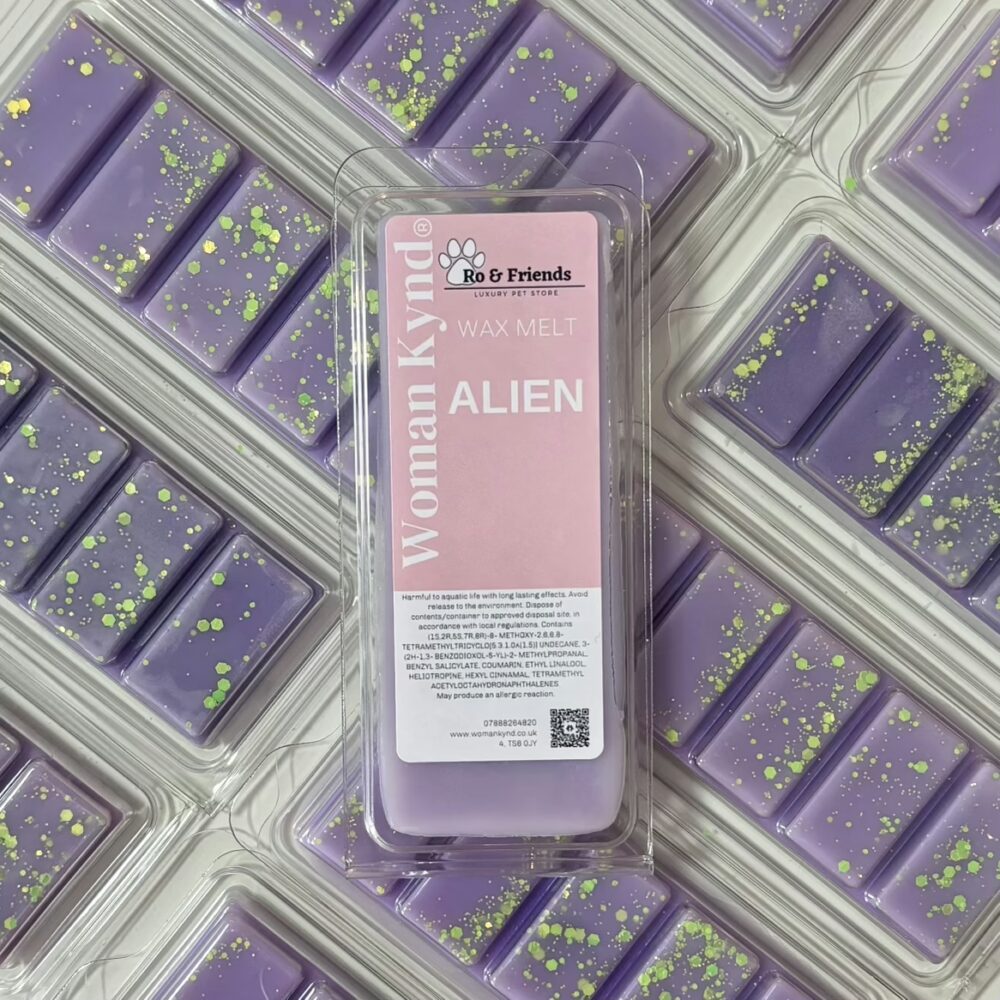 Woman Kynd®
Ro & Friends
LUXURY PET STORE
WAX MELT
ALIEN
Harmful to aquatic life with long lasting effects. Avoid
release to the environment. Dispose of
contents/container to approved disposal site, in
accordance with local regulations. Contains
(1S,2R,5S,7R,8R)-8- METHOXY-2,6,6,8-
TETRAMETHYLTRICYCLO[5.3.1.0A(1.5)] UNDECANE, 3-
(2H-1,3- BENZODIOXOL-5-YL)-2- METHYLPROPANAL,
BENZYL SALICYLATE, COUMARIN, ETHYL LINALOOL,
HELIOTROPINE, HEXYL CINNAMAL, TETRAMETHYL
ACETYLOCTAHYDRONAPHTHALENES
May produce an allergic reaction.
07888264820
www.womankynd.co.uk
4, TS6 0JY